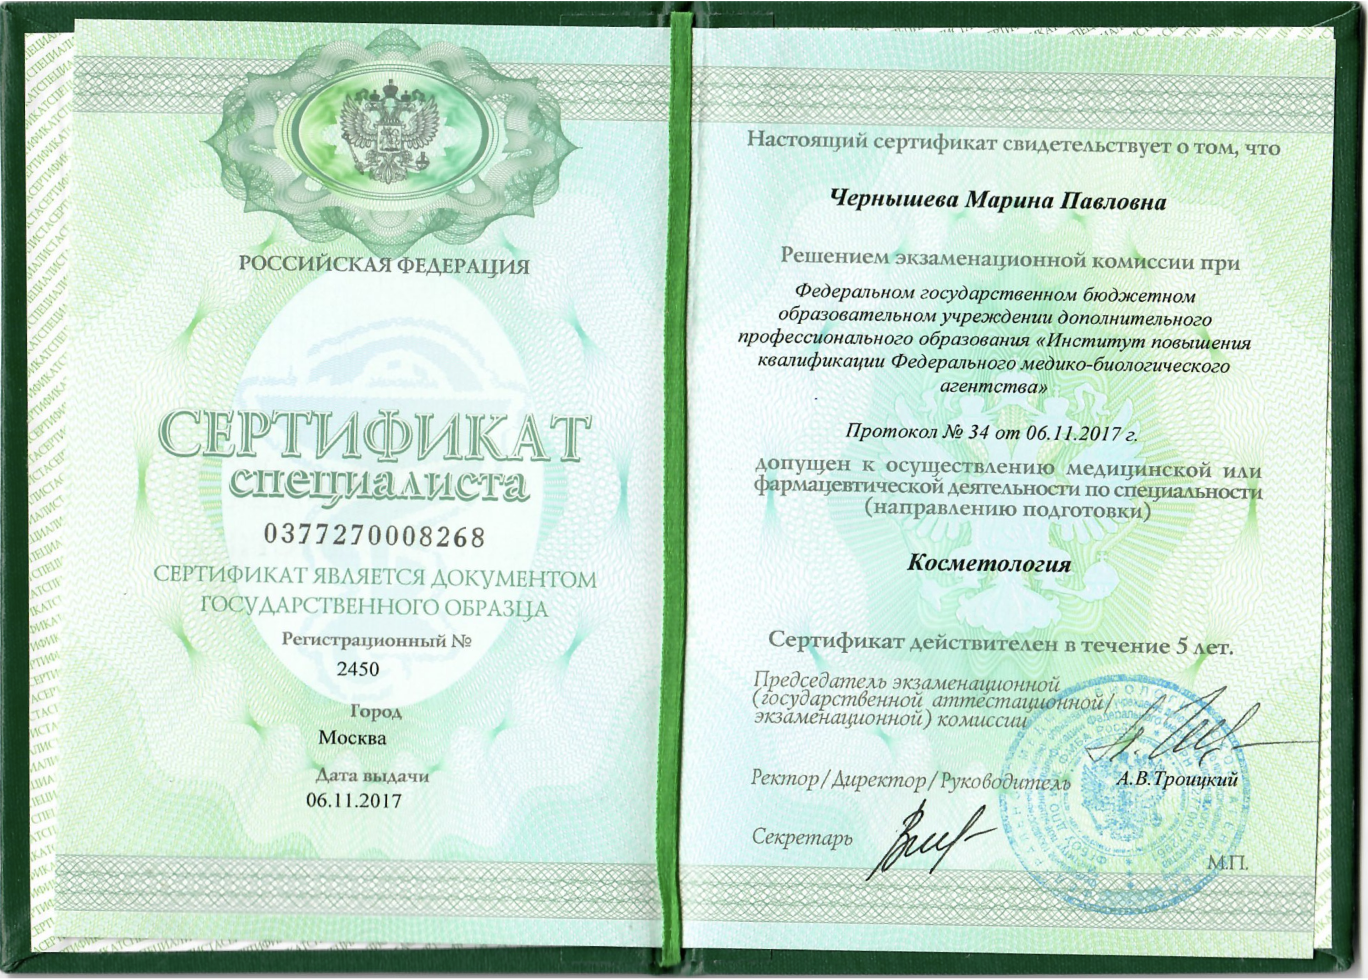 РОССИЙСКАЯ ФЕДЕРАЦИЯ
СЕРТИФИКАТ
специалиста
0377270008268
СЕРТИФИКАТ ЯВЛЯЕТСЯ ДОКУМЕНТОМ
ГОСУДАРСТВЕННОГО ОБРАЗЦА
Регистрационный №
2450
Город
Москва
Дата выдачи
06.11.2017
Настоящий сертификат свидетельствует о том, что
Чернышева Марина Павловна
Решением экзаменационной комиссии при
Федеральном государственном бюджетном
образовательном учреждении дополнительного
профессионального образования «Институт повышения
квалификации Федерального медико-биологического
агентства»
Протокол № 34 от 06.11.2017 г.
допущен к осуществлению медицинской или
фармацевтической деятельности по специальности
(направлению подготовки)
Косметология
Сертификат действителен в течение 5 лет.
Председатель экзаменационной
(государственной аттестационной/
экзаменационной) комиссии
Ректор/Директор/Руководитель
А.В.Троицкий
Секретарь
М.П.